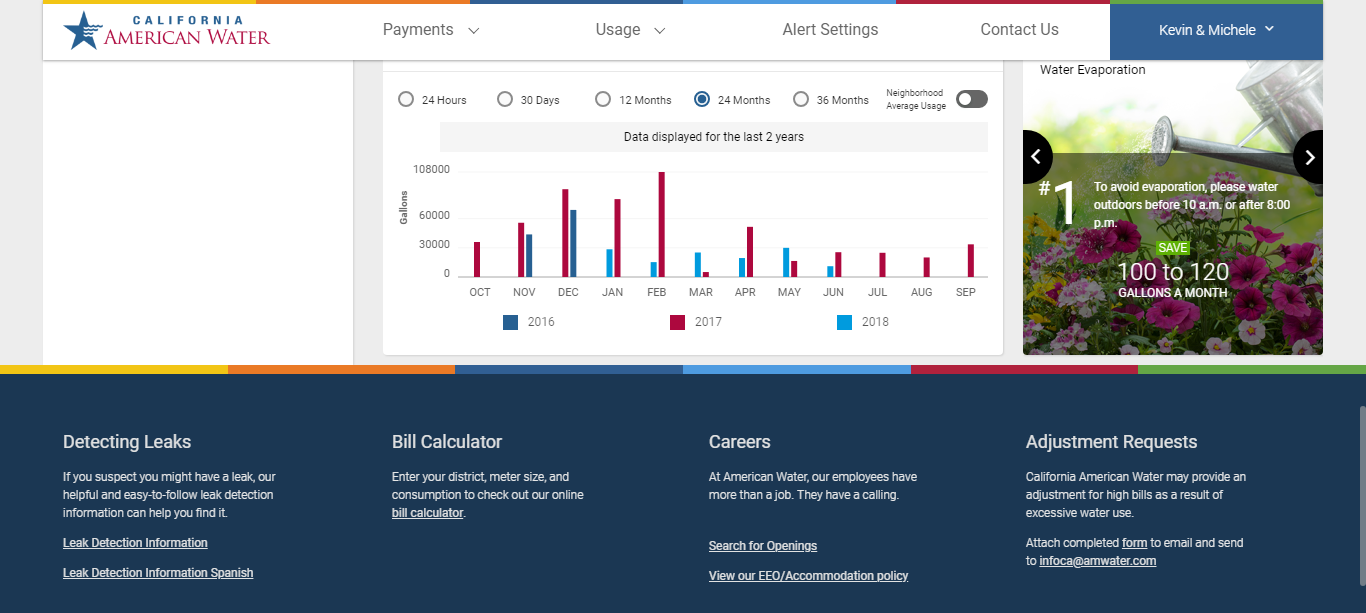 CALIFORNIA
AMERICAN WATER
Payments
Usage
Alert Settings
Contact Us
Kevin & Michele
24 Hours
30 Days
12 Months
24 Months
36 Months
Neighborhood
Average Usage
Data displayed for the last 2 years
Gallons
108000
60000
30000
0
OCT NOV DEC JAN FEB MAR APR MAY JUN JUL AUG SEP
2016 2017 2018
Water Evaporation
#1
To avoid evaporation, please water
outdoors before 10 a.m. or after 8:00
p.m.
SAVE
100 to 120
GALLONS A MONTH
Detecting Leaks
If you suspect you might have a leak, our
helpful and easy-to-follow leak detection
information can help you find it.
Leak Detection Information
Leak Detection Information Spanish
Bill Calculator
Enter your district, meter size, and
consumption to check out our online
bill calculator.
Careers
At American Water, our employees have
more than a job. They have a calling.
Search for Openings
View our EEO/Accommodation policy
Adjustment Requests
California American Water may provide an
adjustment for high bills as a result of
excessive water use.
Attach completed form to email and send
to infoca@amwater.com